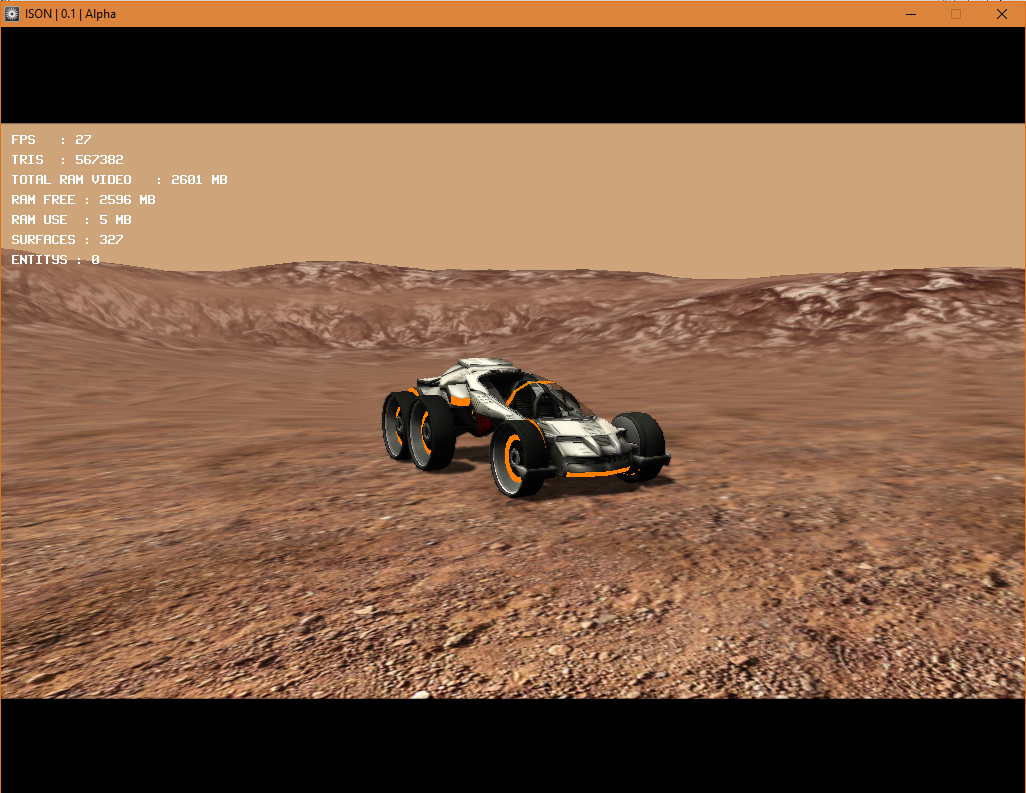 ISON | 0.1 | Alpha
FPS : 27
TRIS : 567382
TOTAL RAM VIDEO : 2601 MB
RAM FREE : 2596 MB
RAM USE : 5 MB
SURFACES : 327
ENTITYS : 0